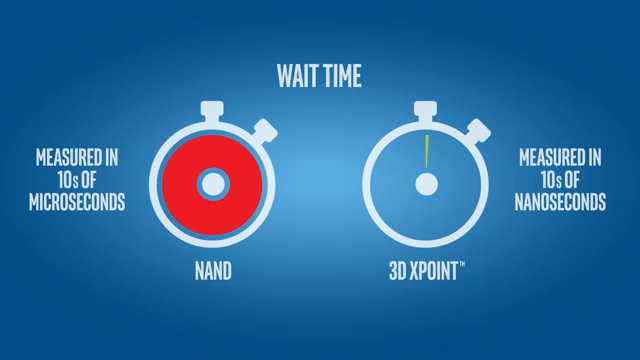 WAIT TIME
MEASURED IN
10s OF
MICROSECONDS
NAND
MEASURED IN
10s OF
NANOSECONDS
3D XPOINT™